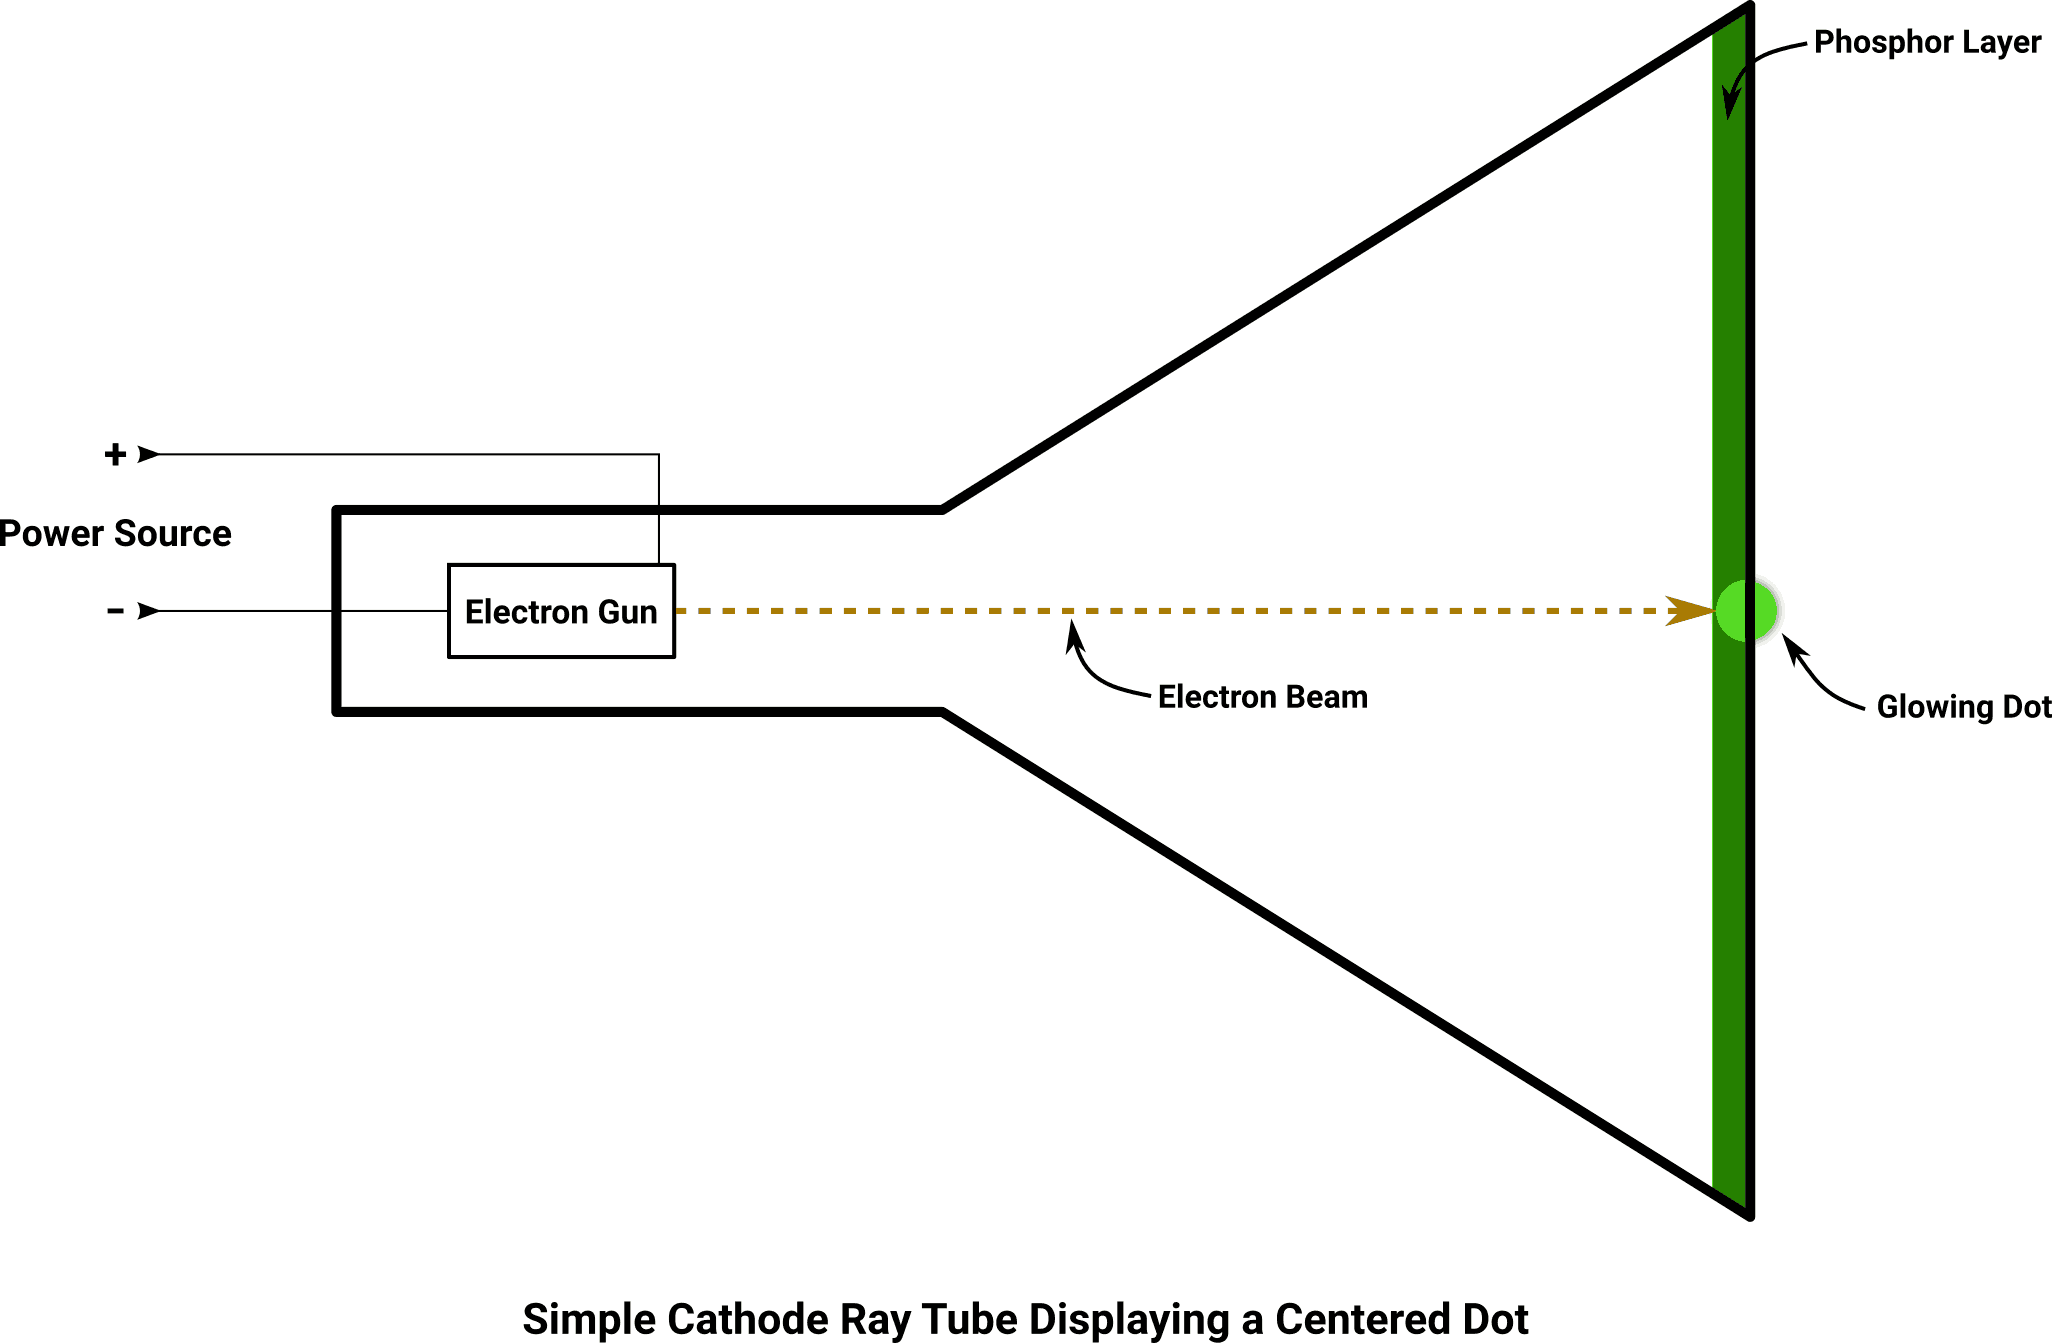 Phosphor Layer
+
Power Source
-
Electron Gun
Electron Beam
Glowing Dot
Simple Cathode Ray Tube Displaying a Centered Dot